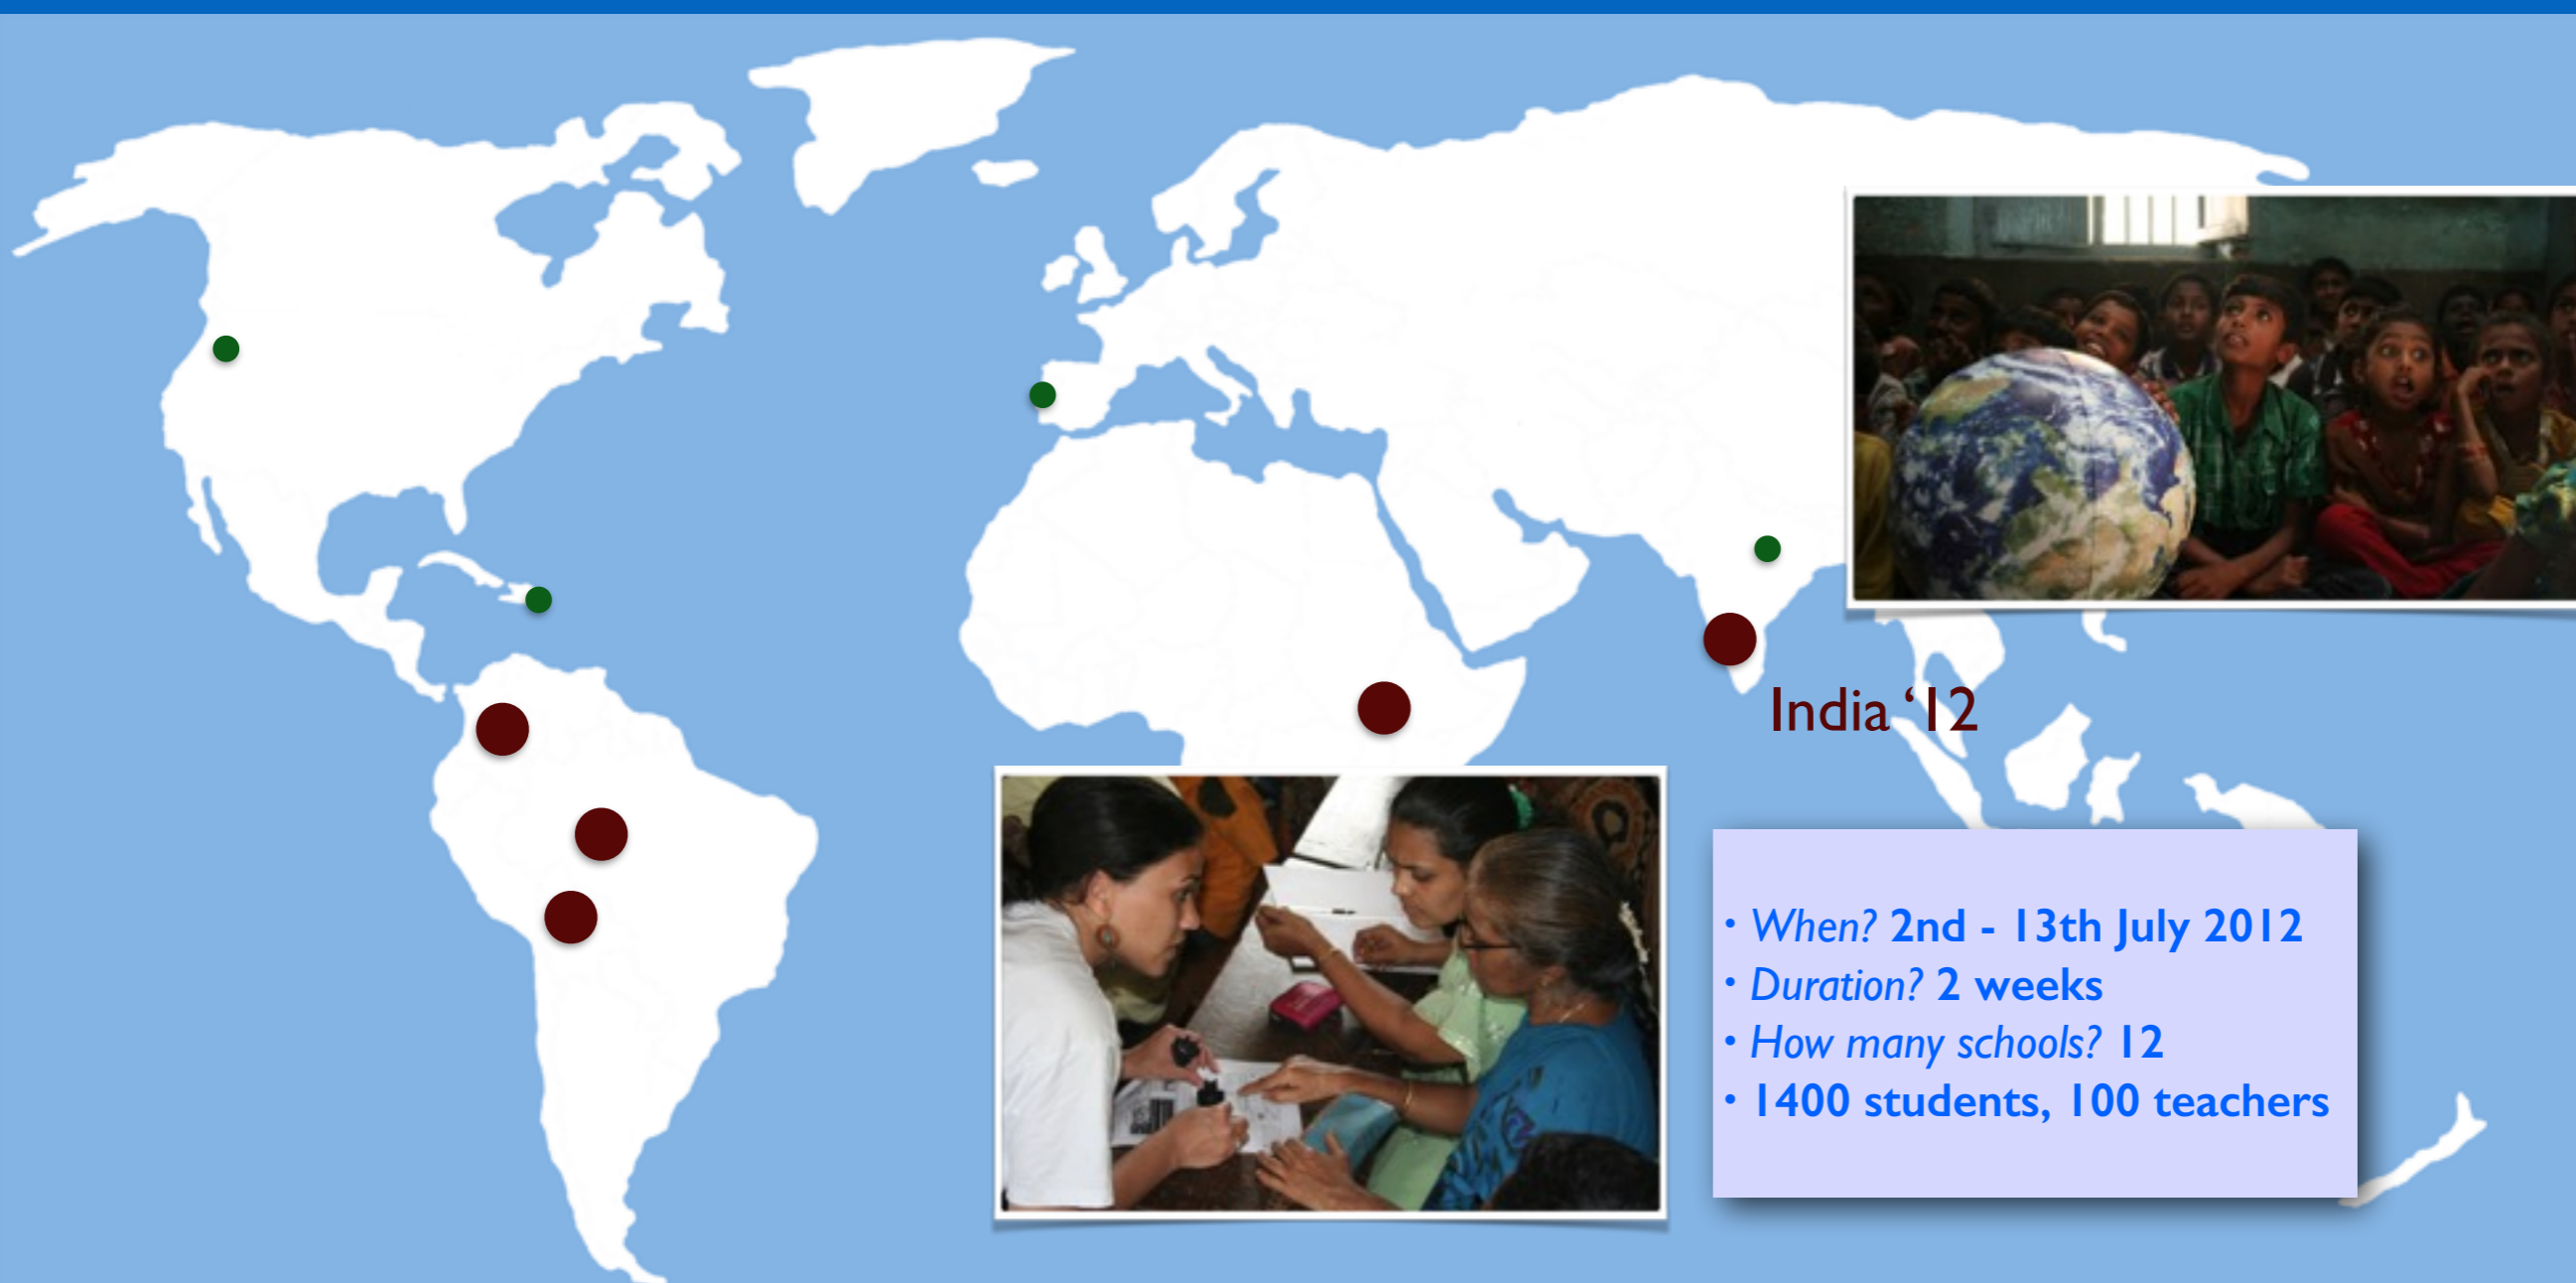 India ‘12
• When? 2nd - 13th July 2012
• Duration? 2 weeks
• How many schools? 12
• 1400 students, 100 teachers